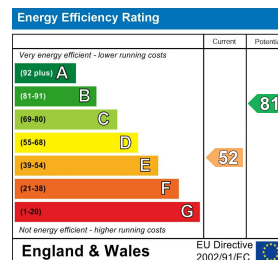 Energy Efficiency Rating
Current
Potenti
Very energy efficient - lower running costs
(92 plus) A
(81-91) B
81
(69-80) C
(55-68) D
(39-54) E
52
(21-38) F
(1-20) G
Not energy efficient - higher running costs
England & Wales
EU Directive
2002/91/EC